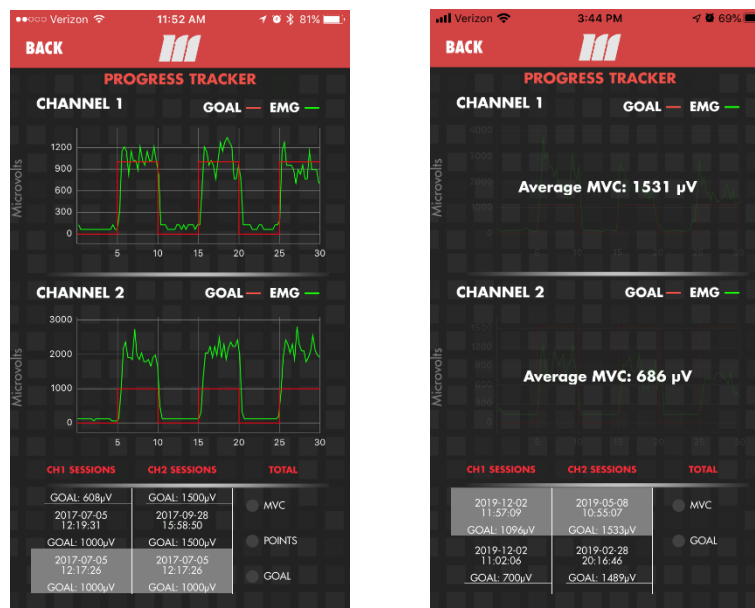 Verizon 11:52 AM 81%
BACK
PROGRESS TRACKER
CHANNEL 1 GOAL EMG
Microvolts
1200
900
600
300
0
5 10 15 20 25 30
CHANNEL 2 GOAL EMG
Microvolts
3000
2000
1000
0
5 10 15 20 25 30
CH1 SESSIONS CH2 SESSIONS TOTAL
GOAL: 608µV GOAL: 1500µV
2017-07-05 2017-09-28
12:19:31 15:58:50
GOAL: 1000µV GOAL: 1500µV
2017-07-05 2017-07-05
12:17:26 12:17:26
GOAL: 1000µV GOAL: 1000µV
MVC
POINTS
GOAL
Verizon 3:44 PM 69%
BACK
PROGRESS TRACKER
CHANNEL 1 GOAL EMG
Microvolts
4000
3000
Average MVC: 1531 µV
CHANNEL 2 GOAL EMG
Microvolts
Average MVC: 686 µV
CH1 SESSIONS CH2 SESSIONS TOTAL
2019-12-02 2019-05-08
11:57:09 10:55:07
GOAL: 1096µV GOAL: 1533µV
2019-12-02 2019-02-28
11:02:06 20:16:46
GOAL: 700µV GOAL: 1489µV
MVC
GOAL